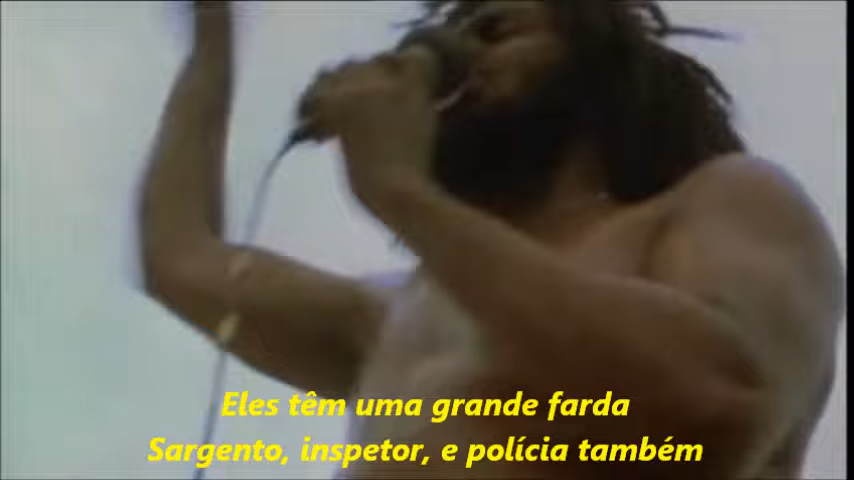 Eles têm uma grande farda
Sargento, inspetor, e polícia também